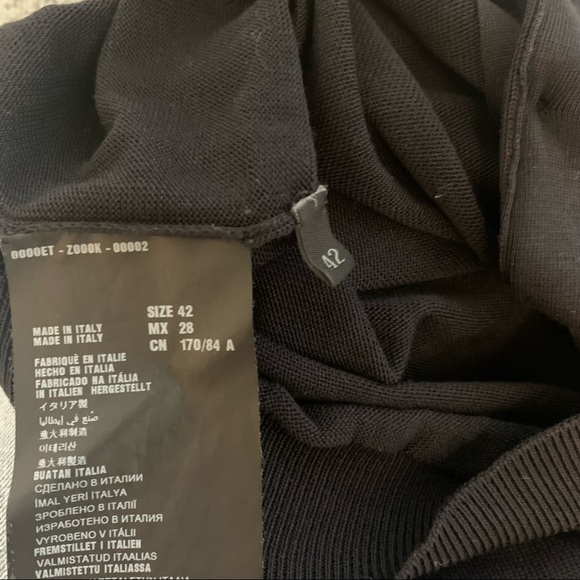 0000ET - Z000K - 00002
SIZE 42
MX 28
CN 170/84 A
MADE IN ITALY
MADE IN ITALY
FABRIQUÉ EN ITALIE
HECHO EN ITALIA
FABRICADO NA ITÁLIA
IN ITALIEN HERGESTELLT
イタリア製
صُنع في إيطاليا
意大利制造
이태리산
意大利製造
BUATAN ITALIA
СДЕЛАНО В ИТАЛИИ
İMAL YERİ İTALYA
ЗРОБЛЕНО В ІТАЛІЇ
ИЗРАБОТЕНО В ИТАЛИЯ
VYROBENO V ITÁLII
FREMSTILLET I ITALIEN
VALMISTATUD ITAALIAS
VALMISTETTU ITALIASSA
42